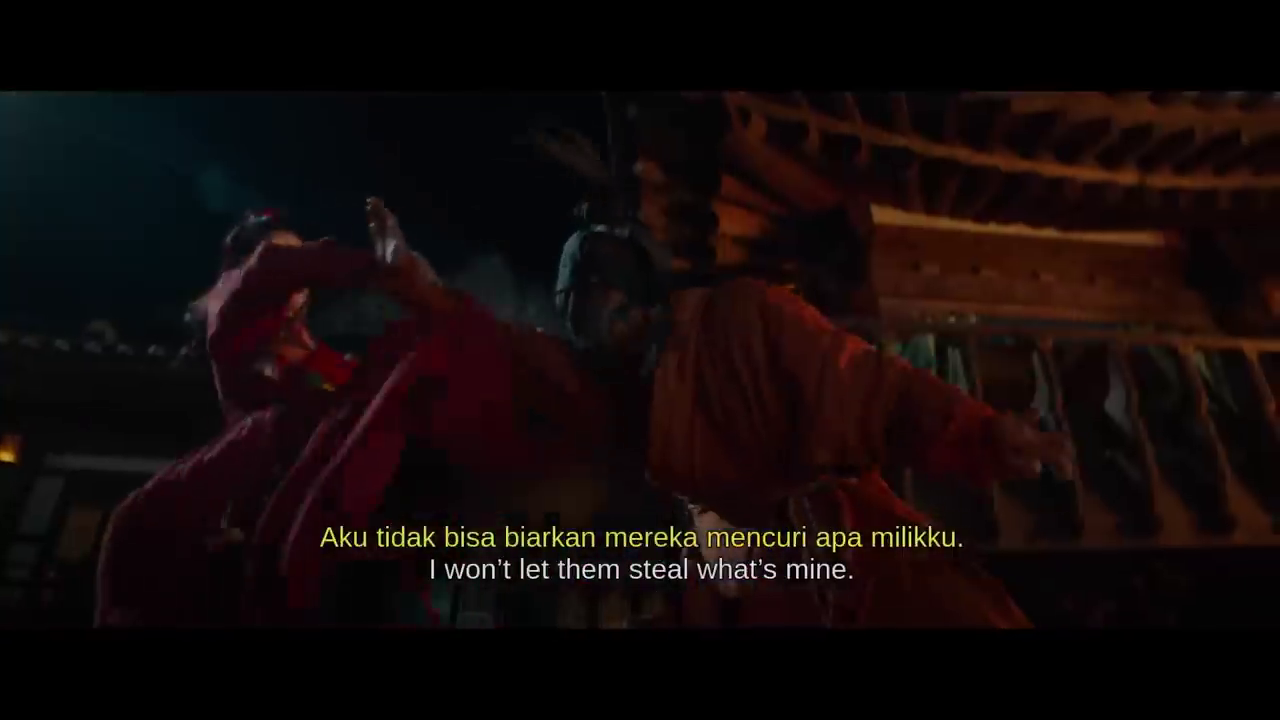 Aku tidak bisa biarkan mereka mencuri apa milikku.
I won’t let them steal what’s mine.